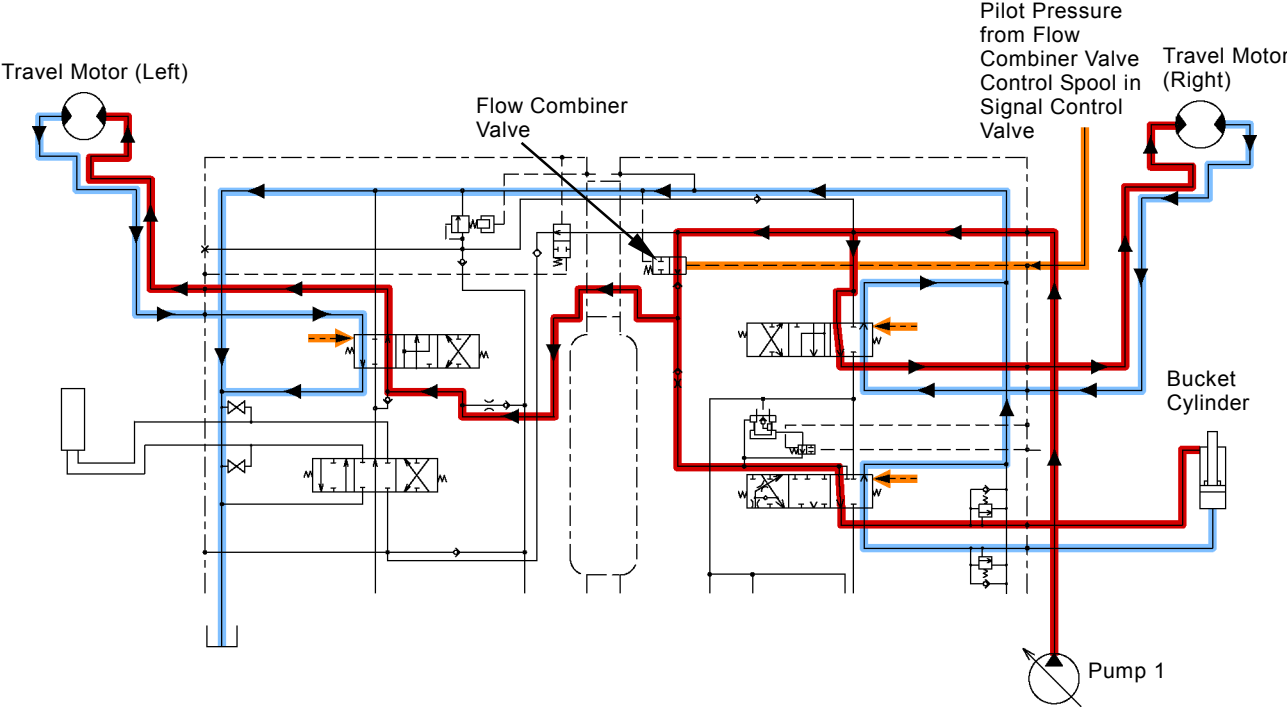 Pilot Pressure
from Flow
Combiner Valve
Control Spool in
Signal Control
Valve
Travel Motor
(Right)
Travel Motor (Left)
Flow Combiner
Valve
Bucket
Cylinder
Pump 1